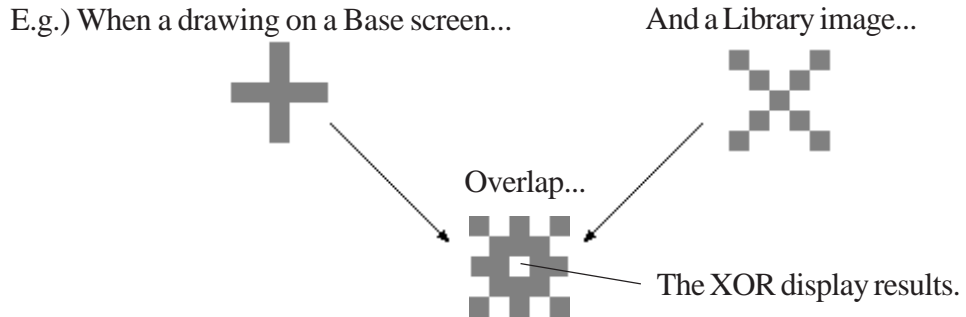 E.g.) When a drawing on a Base screen...
And a Library image...
Overlap...
The XOR display results.